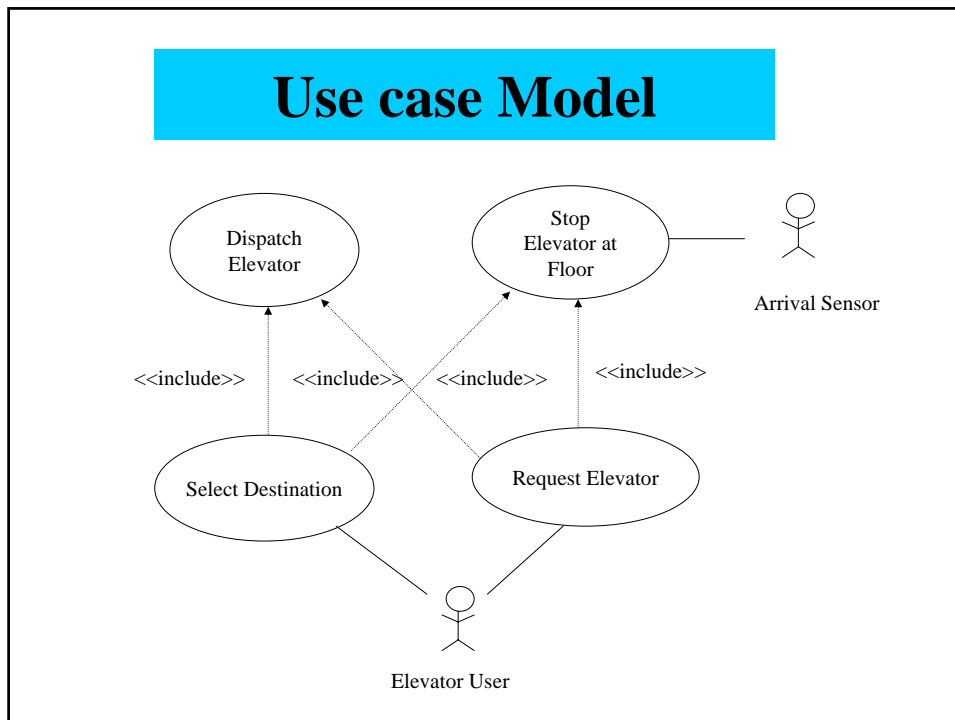 Use case Model
Dispatch
Elevator
Stop
Elevator at
Floor
Arrival Sensor
<<include>>
<<include>>
<<include>>
<<include>>
Select Destination
Request Elevator
Elevator User